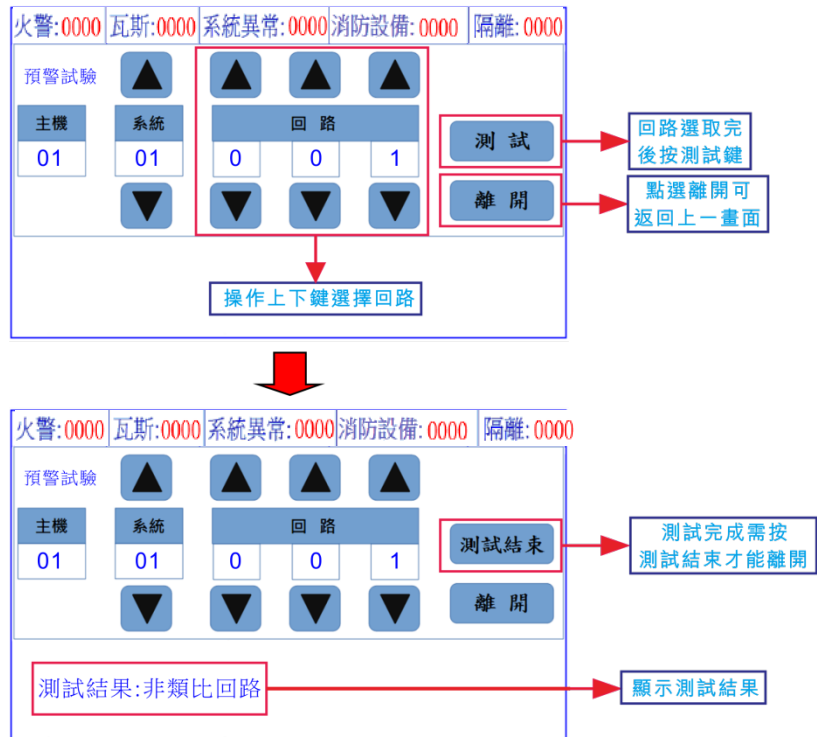 火警:0000 瓦斯:0000 系統異常:0000 消防設備:0000 隔離:0000
預警試驗
主機 系統 回路
01 01 0 0 1
測試
離開
回路選取完
後按測試鍵
點選離開可
返回上一畫面
操作上下鍵選擇回路
火警:0000 瓦斯:0000 系統異常:0000 消防設備:0000 隔離:0000
預警試驗
主機 系統 回路
01 01 0 0 1
測試結束
離開
測試完成需按
測試結束才能離開
測試結果:非類比回路
顯示測試結果